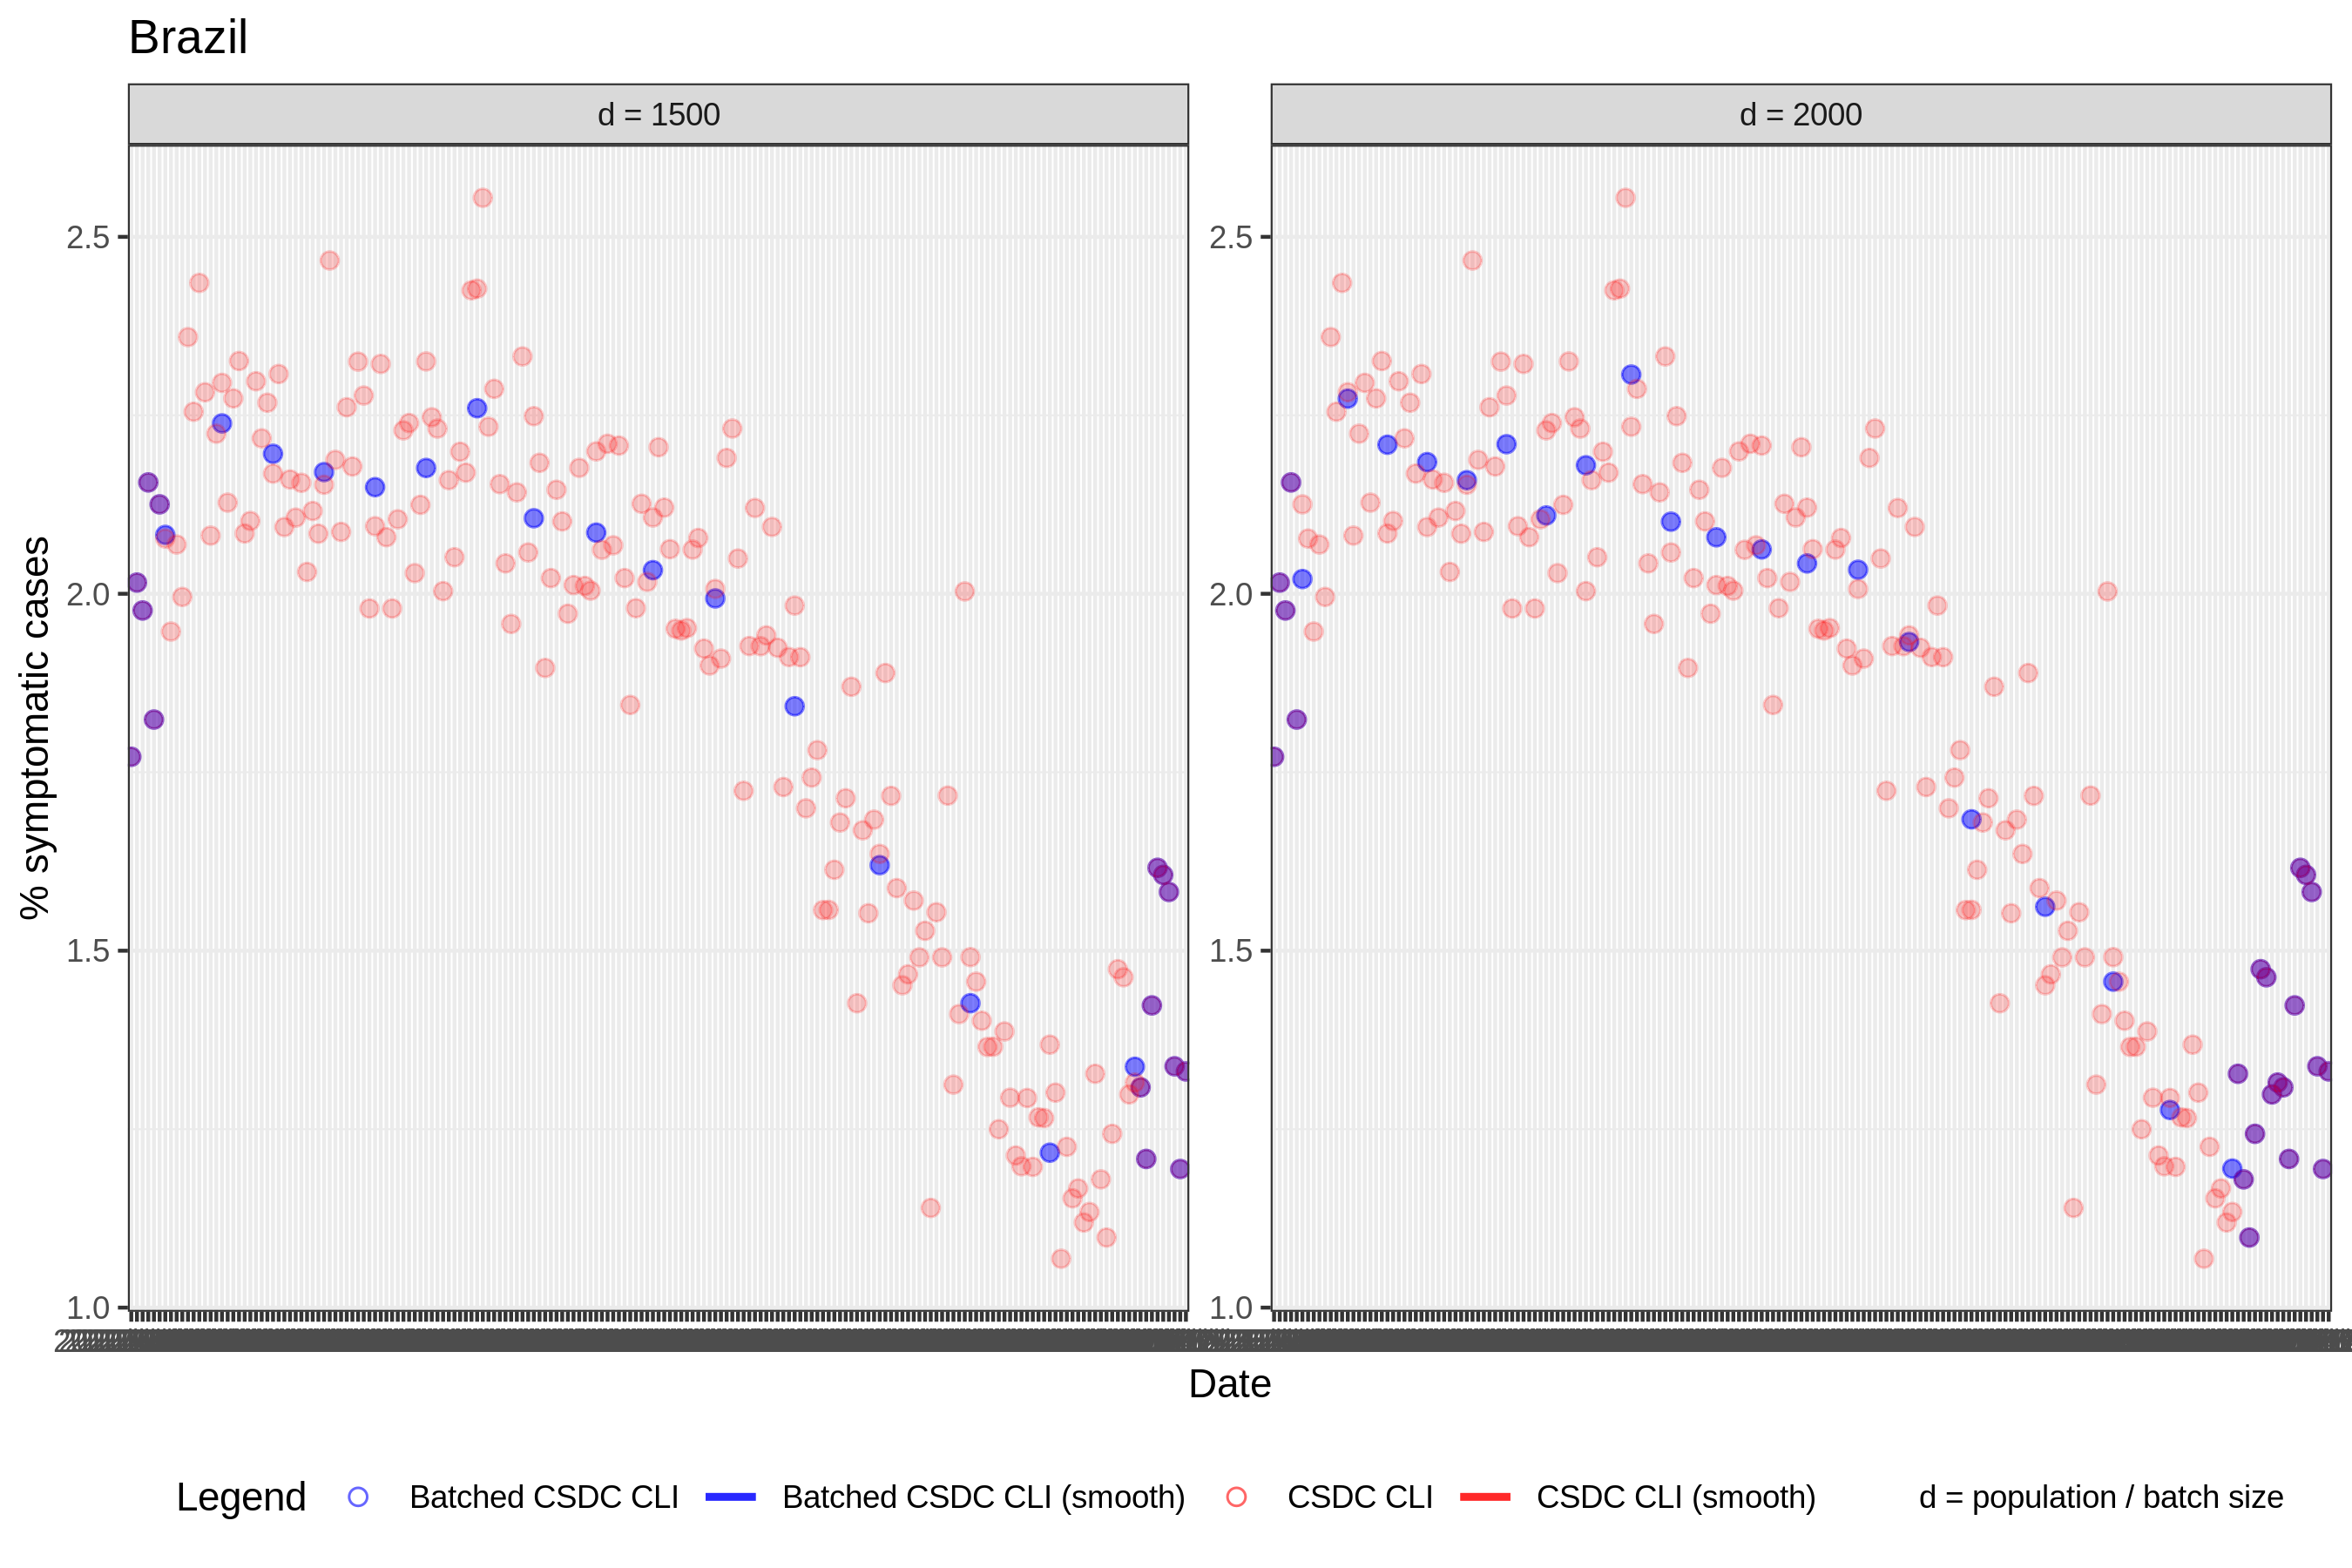 Brazil
d = 1500
d = 2000
% symptomatic cases
2.5
2.0
1.5
1.0
2.5
2.0
1.5
1.0
Date
Legend
Batched CSDC CLI
Batched CSDC CLI (smooth)
CSDC CLI
CSDC CLI (smooth)
d = population / batch size